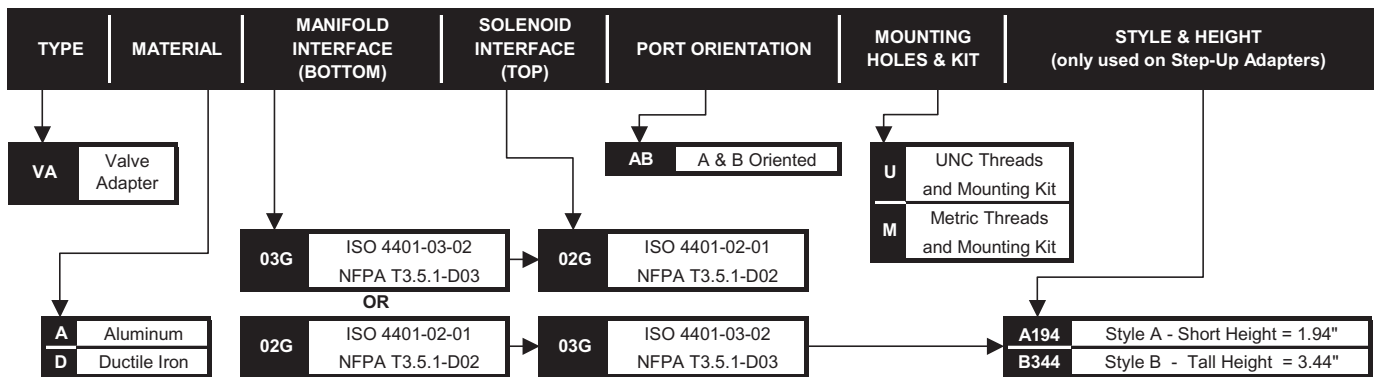 TYPE
MATERIAL
MANIFOLD
INTERFACE
(BOTTOM)
SOLENOID
INTERFACE
(TOP)
PORT ORIENTATION
MOUNTING
HOLES & KIT
STYLE & HEIGHT
(only used on Step-Up Adapters)
VA
Valve
Adapter
AB
A & B Oriented
U
UNC Threads
and Mounting Kit
M
Metric Threads
and Mounting Kit
03G
ISO 4401-03-02
NFPA T3.5.1-D03
02G
ISO 4401-02-01
NFPA T3.5.1-D02
OR
A
Aluminum
D
Ductile Iron
02G
ISO 4401-02-01
NFPA T3.5.1-D02
03G
ISO 4401-03-02
NFPA T3.5.1-D03
A194
Style A - Short Height = 1.94"
B344
Style B - Tall Height = 3.44"